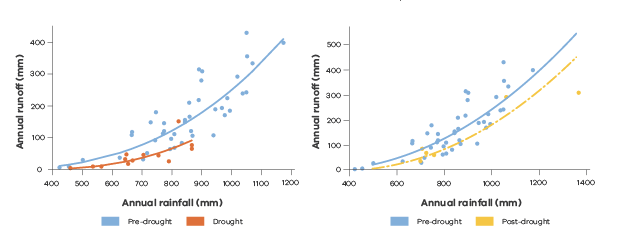 Annual runoff (mm)
400
300
200
100
0
400 500 600 700 800 900 1000 1100 1200
Annual rainfall (mm)
Pre-drought Drought
Annual runoff (mm)
500
400
300
200
100
0
400 600 800 1000 1200 1400
Annual rainfall (mm)
Pre-drought Post-drought